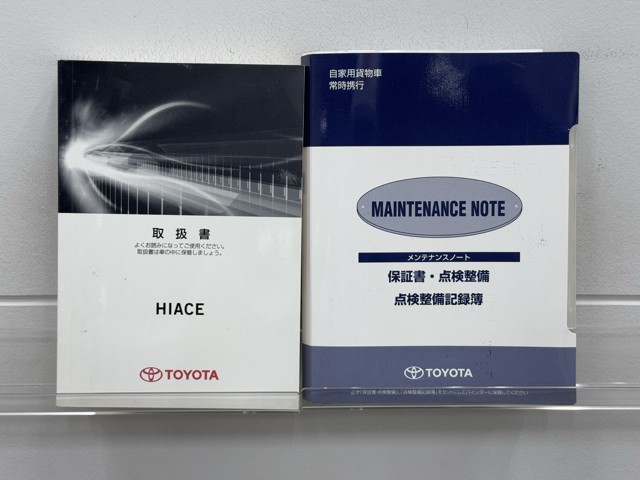 取扱書
よくお読みになってご使用ください。
取扱書は車の中に保管しましょう。
HIACE
TOYOTA
自家用貨物車
常時携行
MAINTENANCE NOTE
メンテナンスノート
保証書・点検整備
点検整備記録簿
TOYOTA